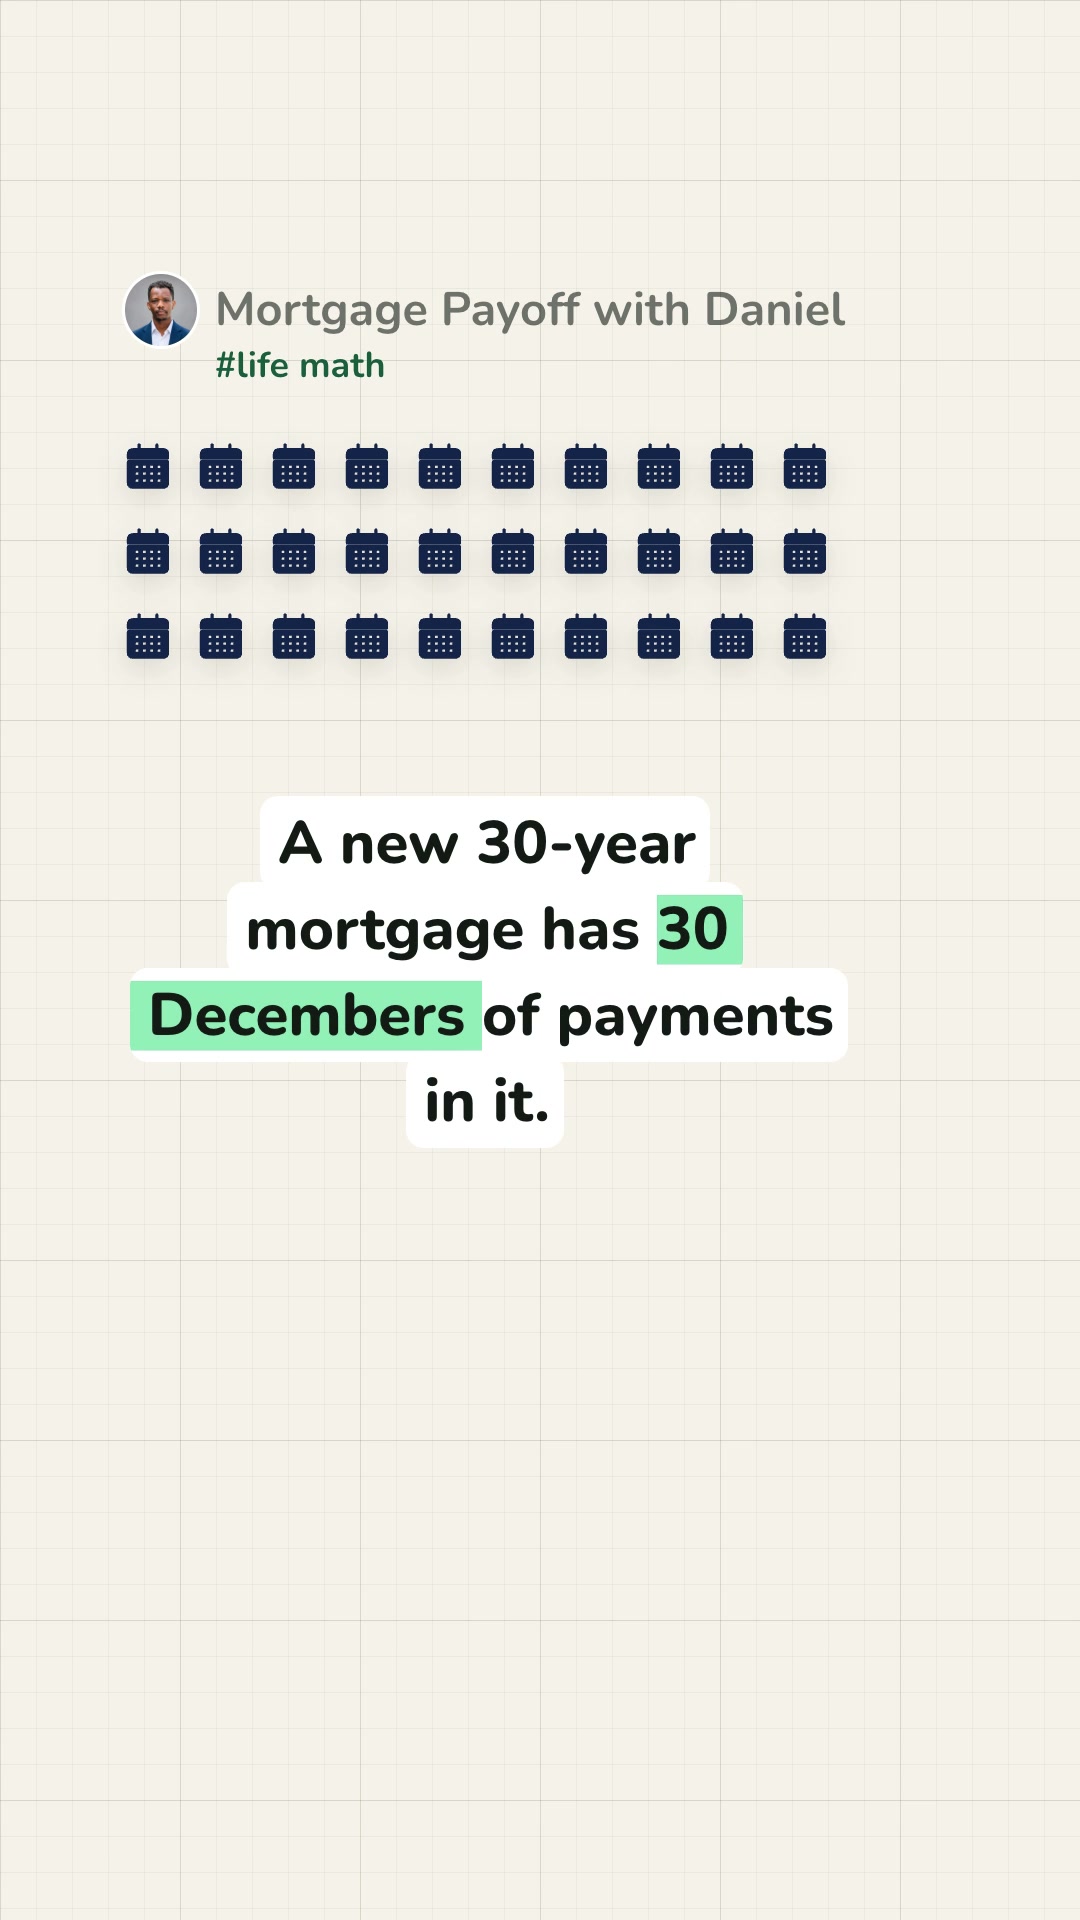 Mortgage Payoff with Daniel
#life math
A new 30-year
mortgage has 30
Decembers of payments
in it.